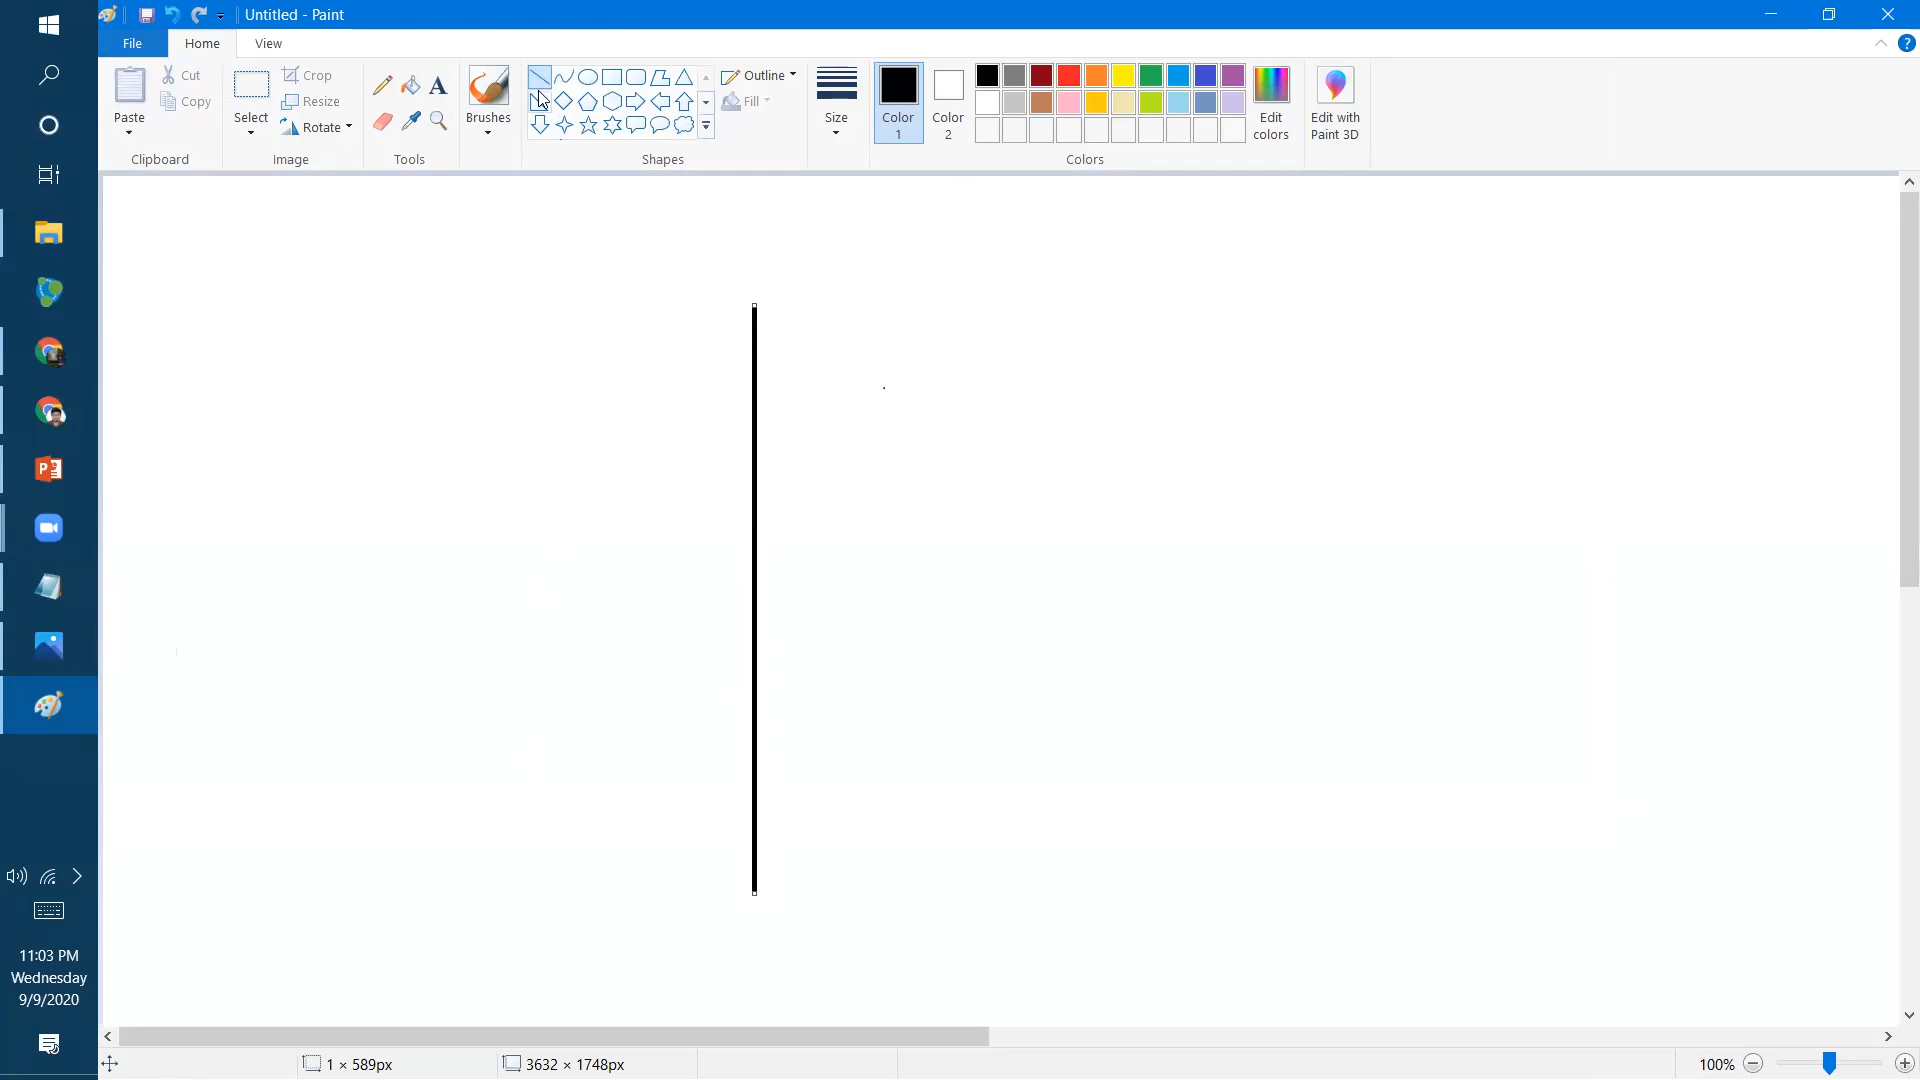 Untitled - Paint
File
Home
View
Paste
Cut
Copy
Clipboard
Select
Crop
Resize
Rotate
Image
A
Tools
Brushes
Shapes
Outline
Fill
Size
Color
1
Color
2
Colors
Edit
colors
Edit with
Paint 3D
11:03 PM
Wednesday
9/9/2020
1 × 589px
3632 × 1748px
100%